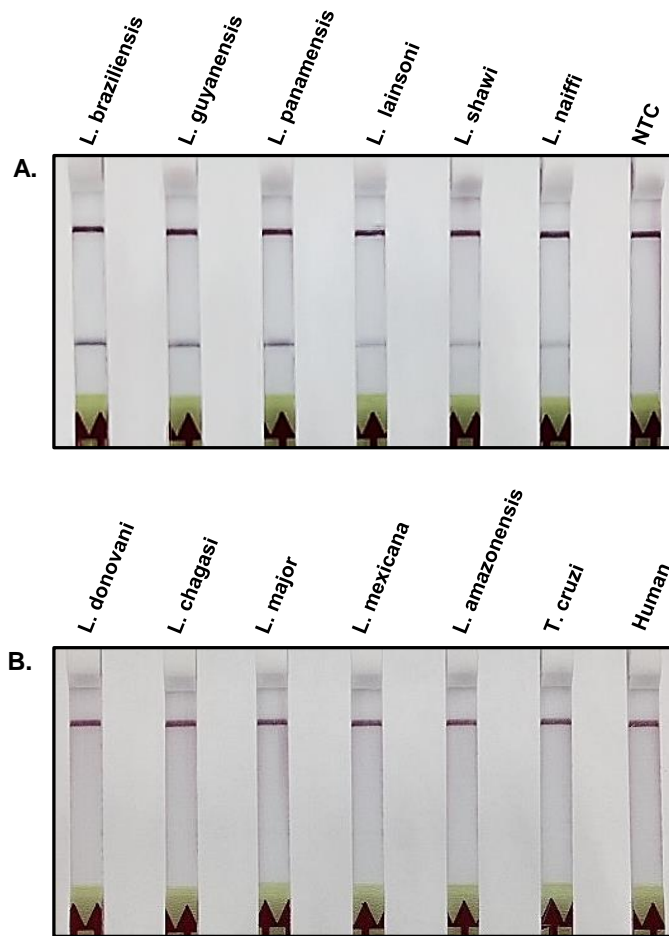 L. braziliensis
L. guyanensis
L. panamensis
L. lainsoni
L. shawi
L. naiffi
NTC
A.
L. donovani
L. chagasi
L. major
L. mexicana
L. amazonensis
T. cruzi
Human
B.